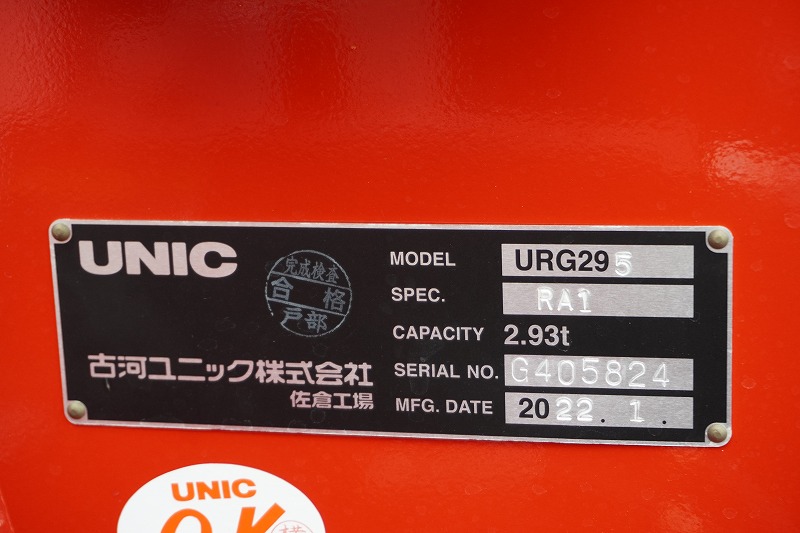 UNIC
完成検査
合格
戸部
古河ユニック株式会社
佐倉工場
MODEL URG295
SPEC. RA1
CAPACITY 2.93t
SERIAL NO. G405824
MFG. DATE 2022.1.
UNIC
O.K